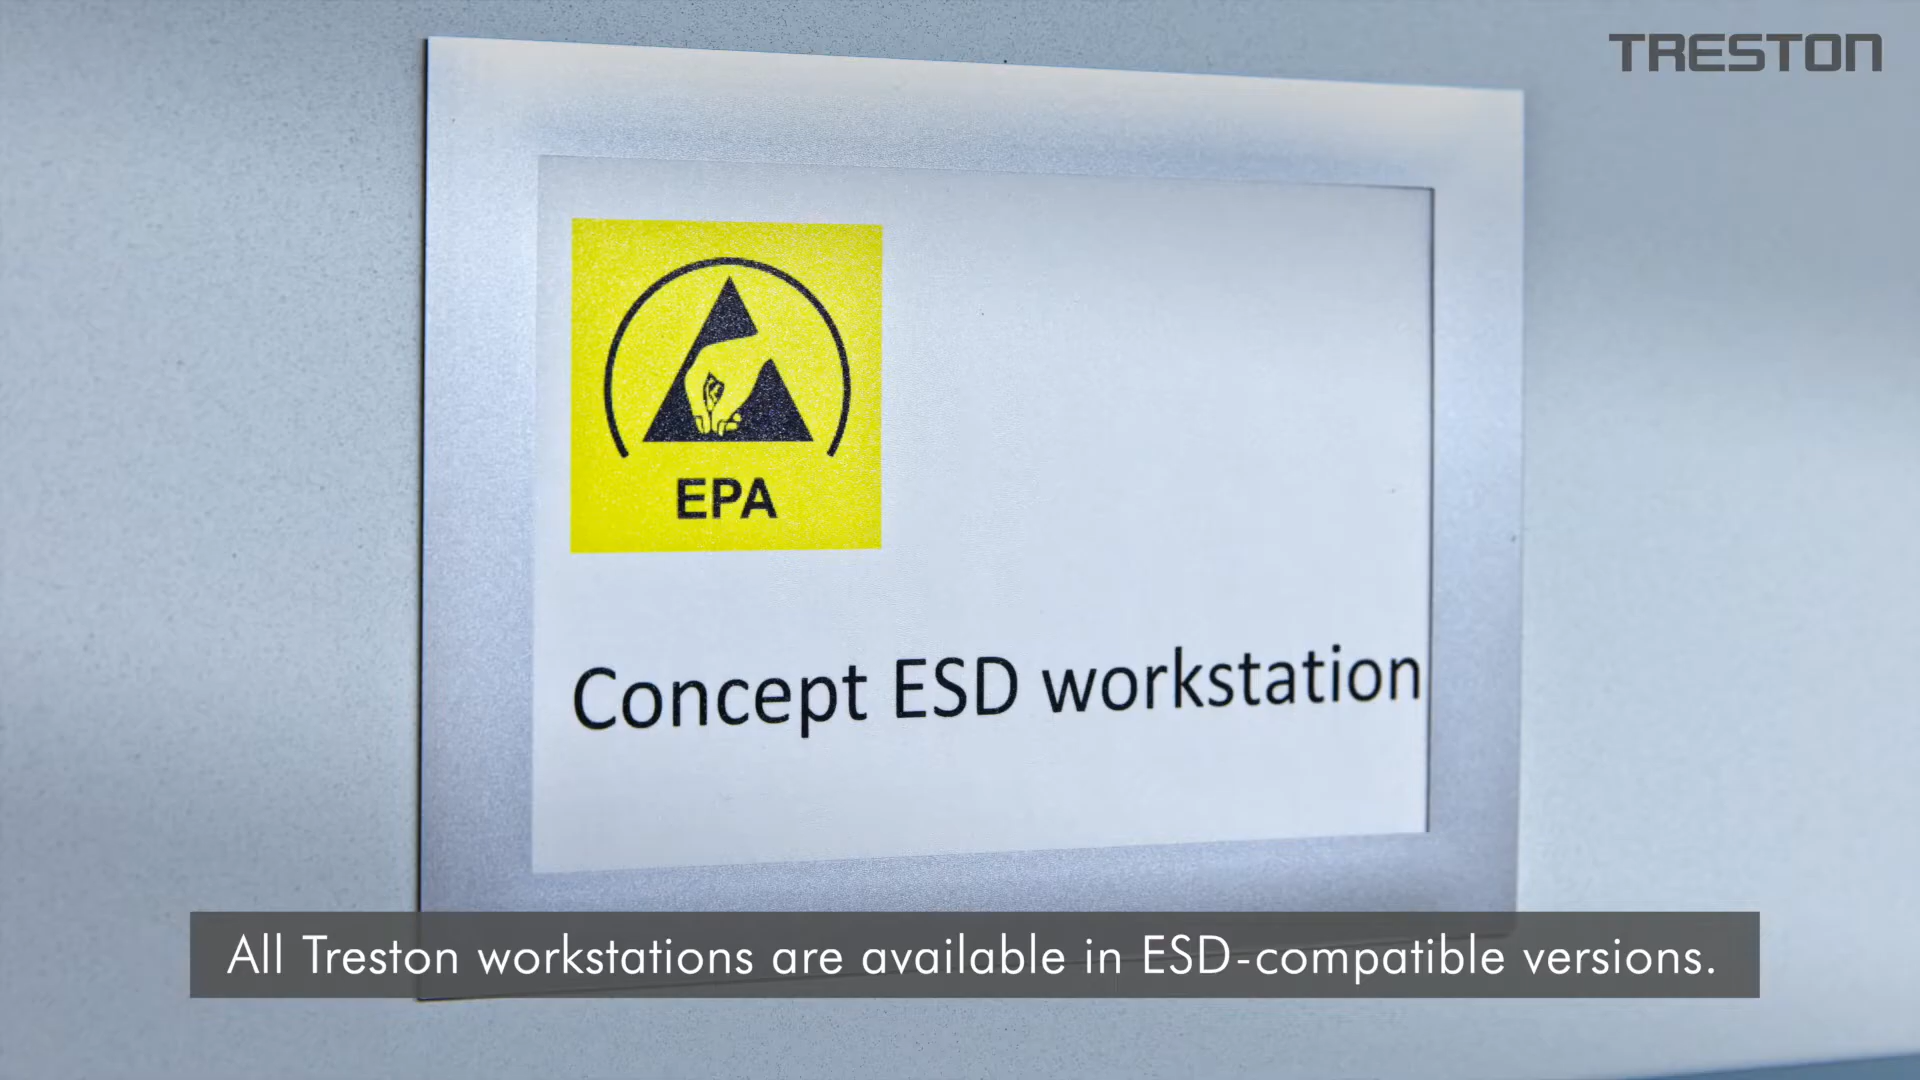 TRESTON
EPA
Concept ESD workstation
All Treston workstations are available in ESD-compatible versions.